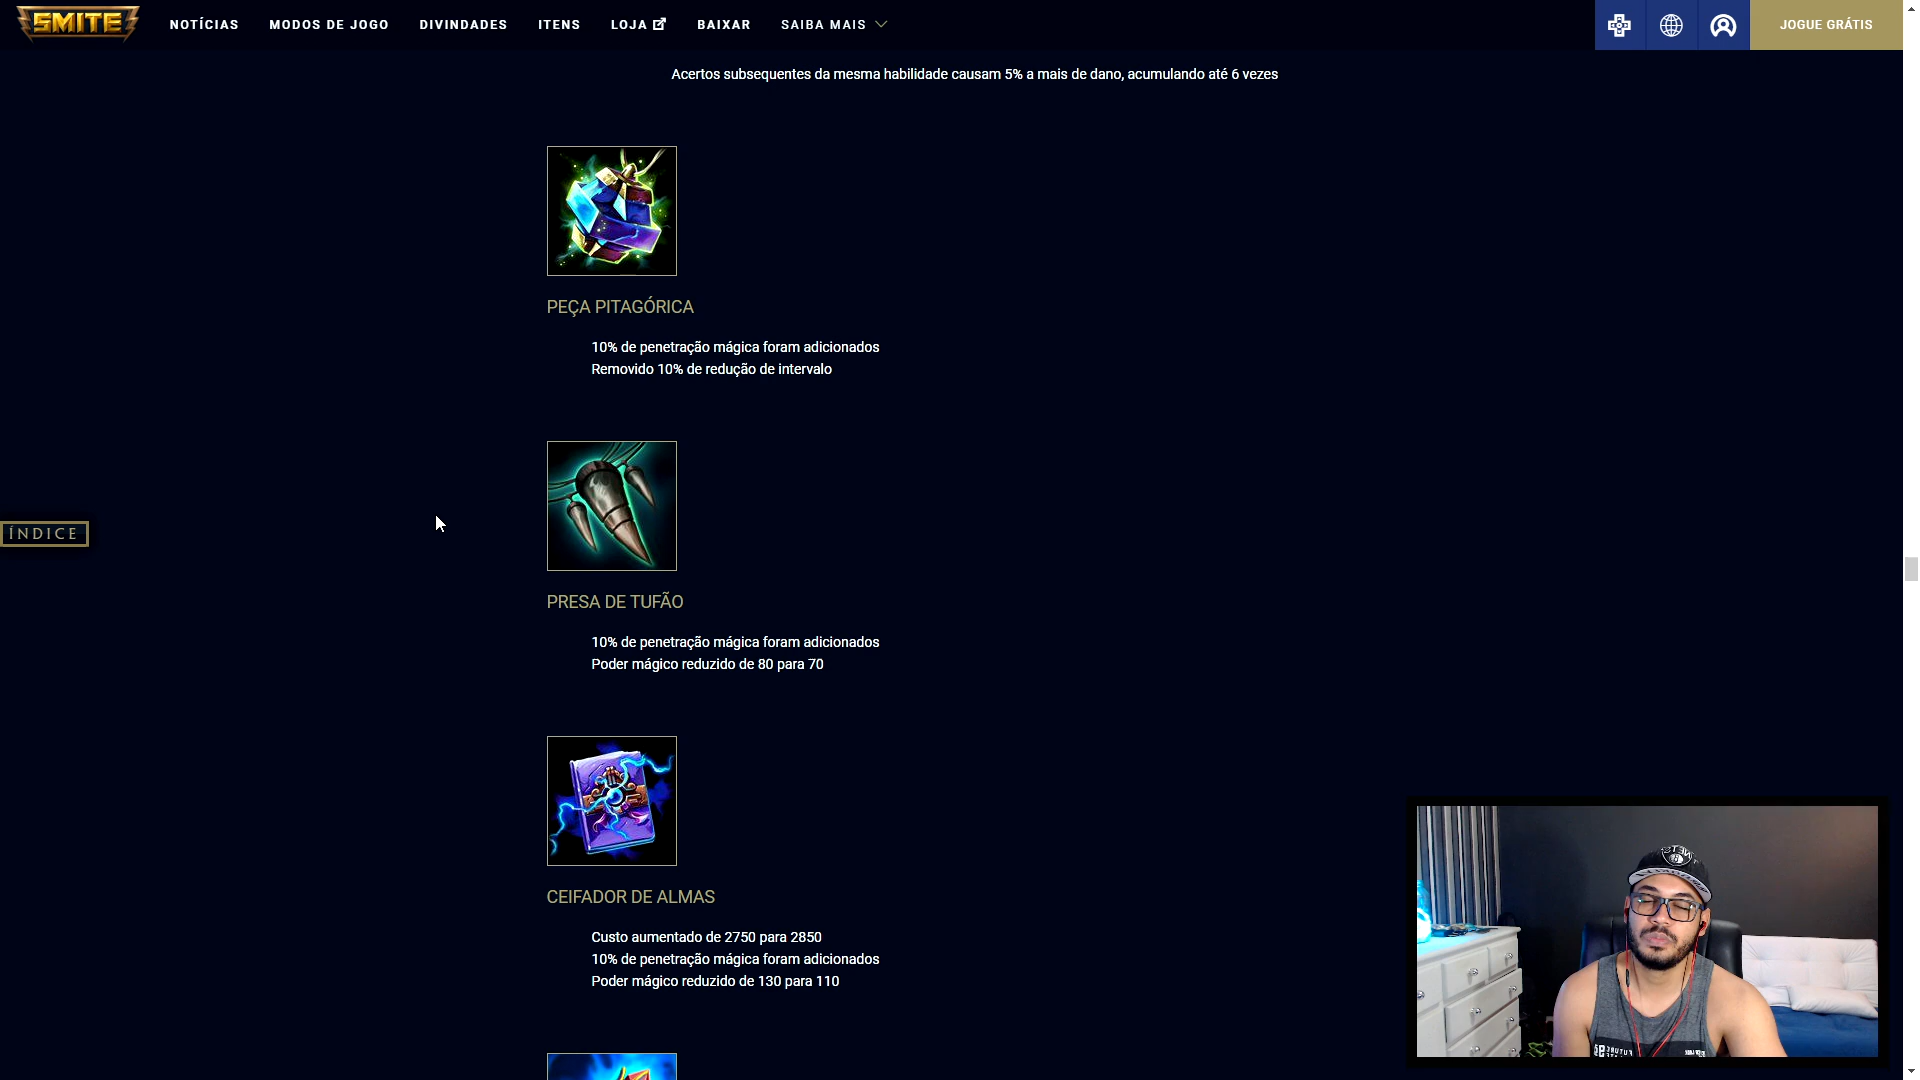 SMITE
NOTÍCIAS MODOS DE JOGO DIVINDADES ITENS LOJA BAIXAR SAIBA MAIS JOGUE GRÁTIS
Acertos subsequentes da mesma habilidade causam 5% a mais de dano, acumulando até 6 vezes
PEÇA PITAGÓRICA
10% de penetração mágica foram adicionados
Removido 10% de redução de intervalo
ÍNDICE
PRESA DE TUFÃO
10% de penetração mágica foram adicionados
Poder mágico reduzido de 80 para 70
CEIFADOR DE ALMAS
Custo aumentado de 2750 para 2850
10% de penetração mágica foram adicionados
Poder mágico reduzido de 130 para 110
NETS